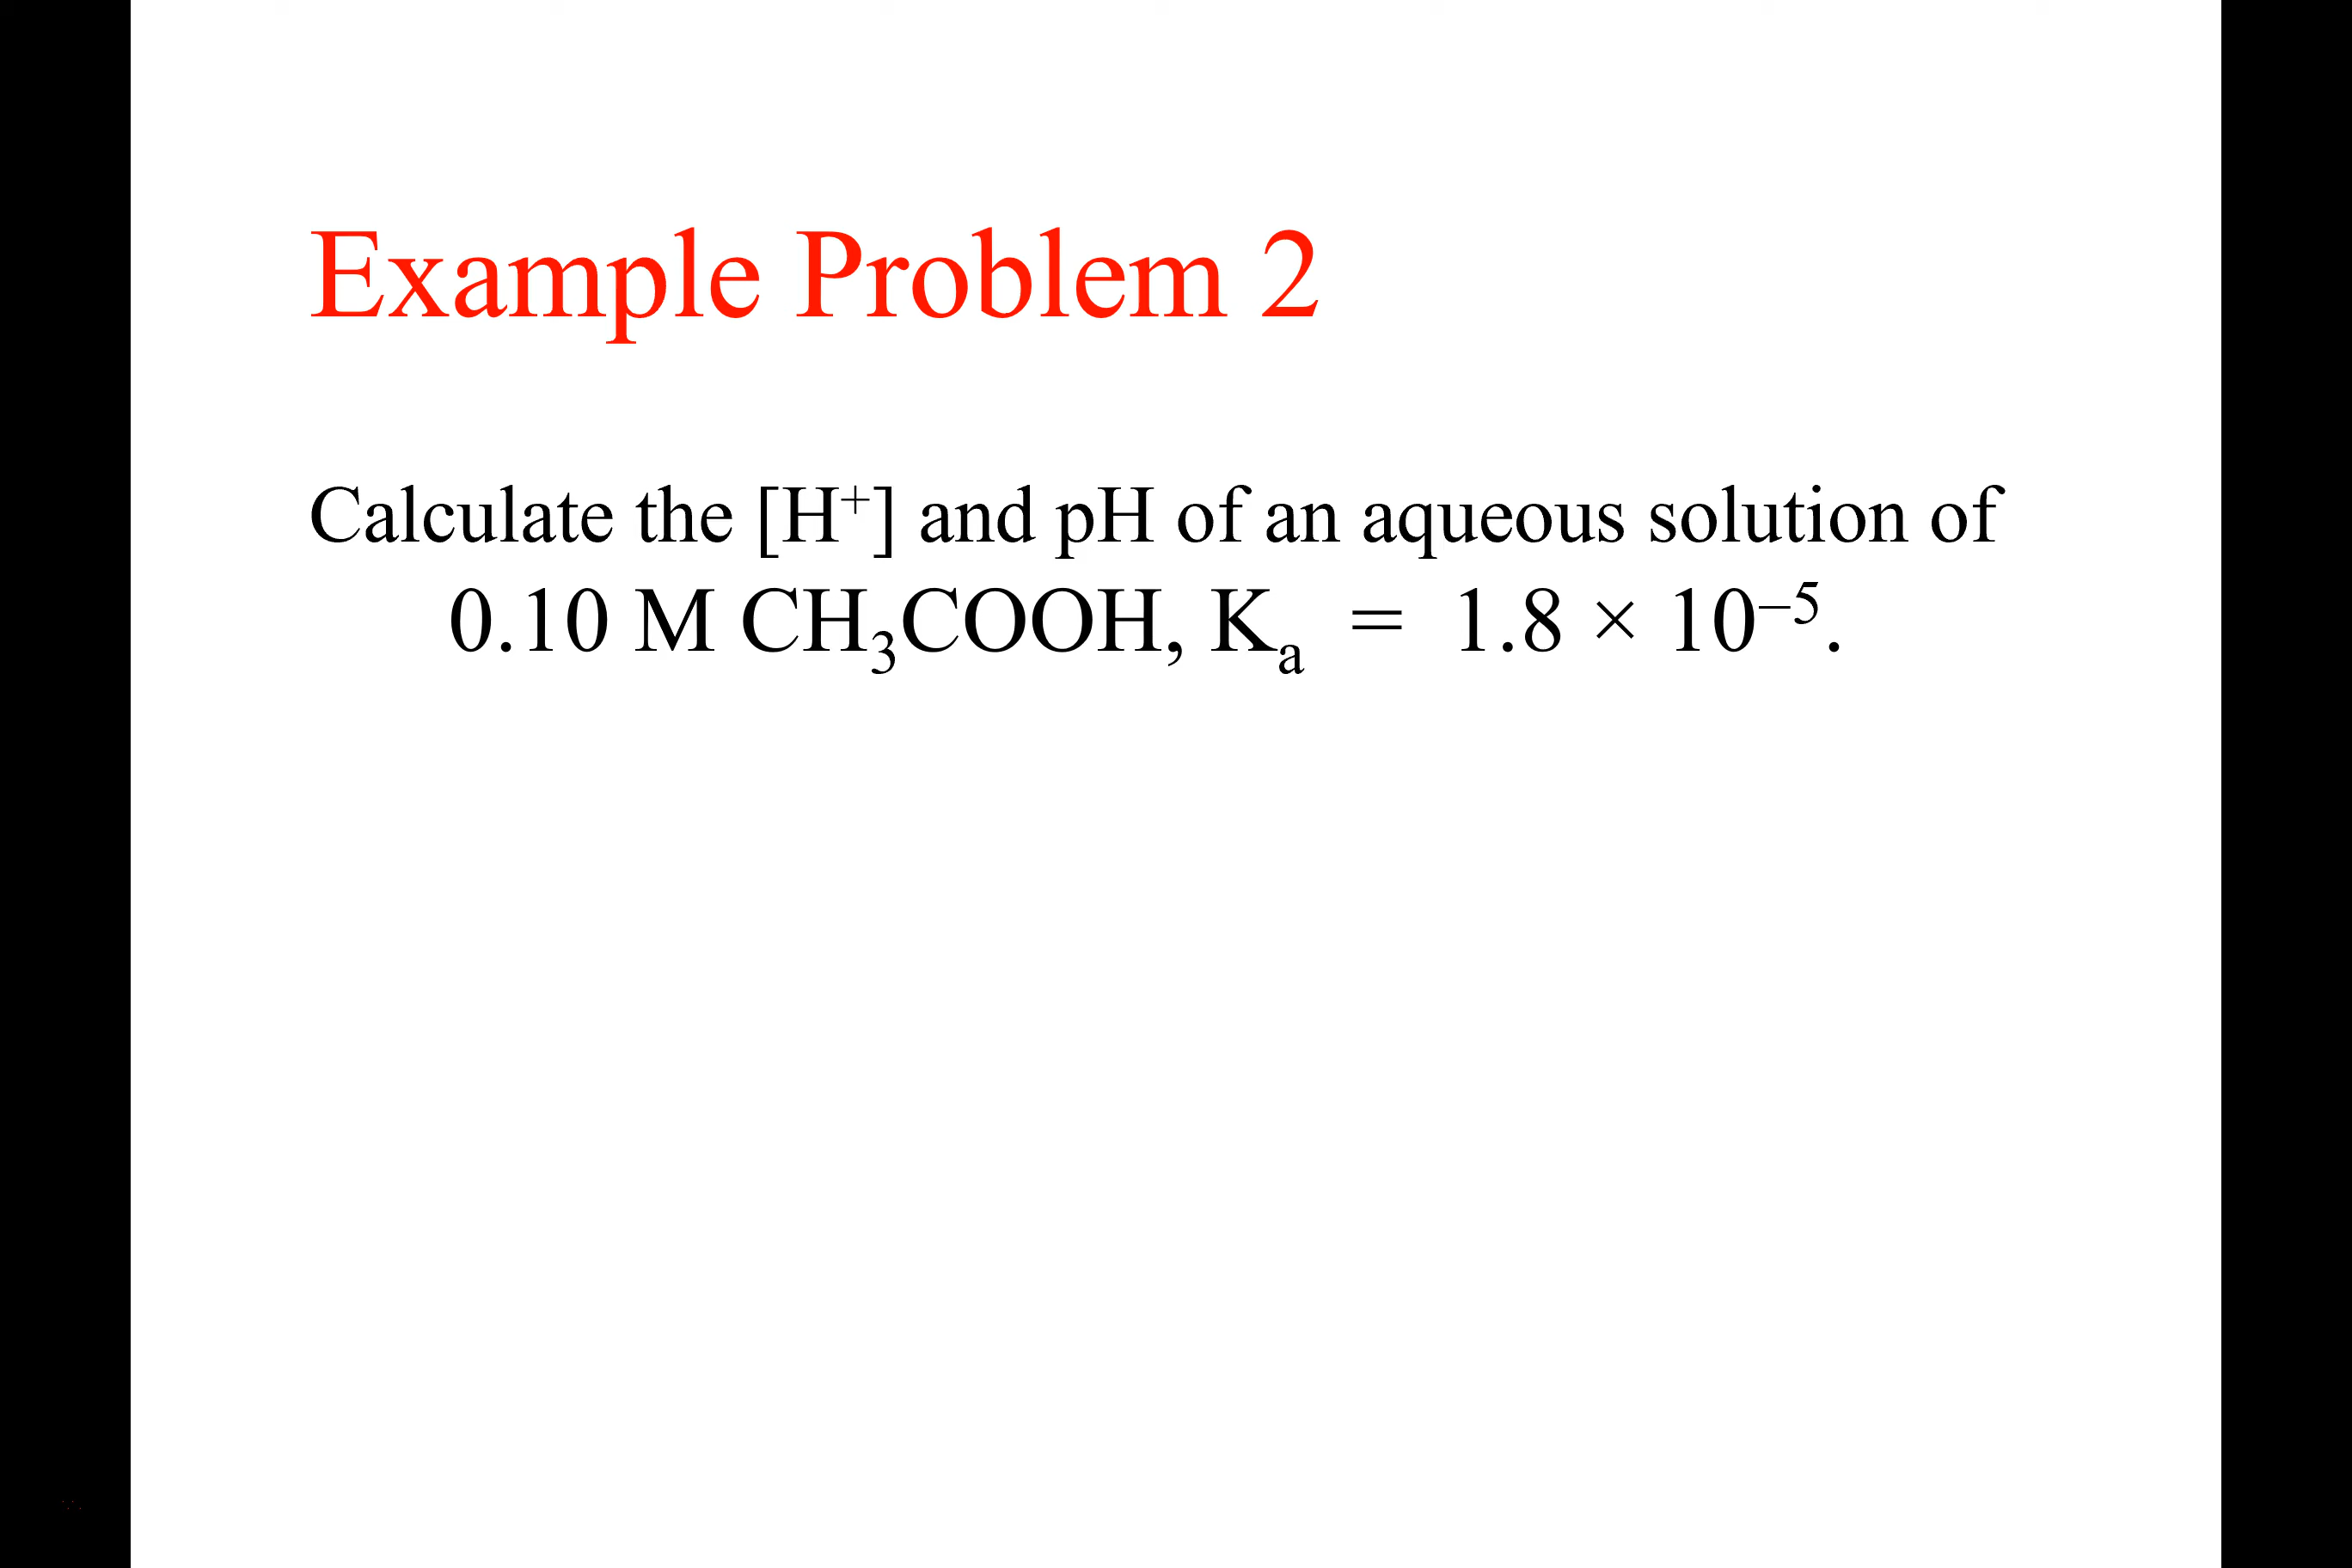 Example Problem 2
Calculate the [H⁺] and pH of an aqueous solution of
0.10 M CH₃COOH, Kₐ = 1.8 × 10⁻⁵.